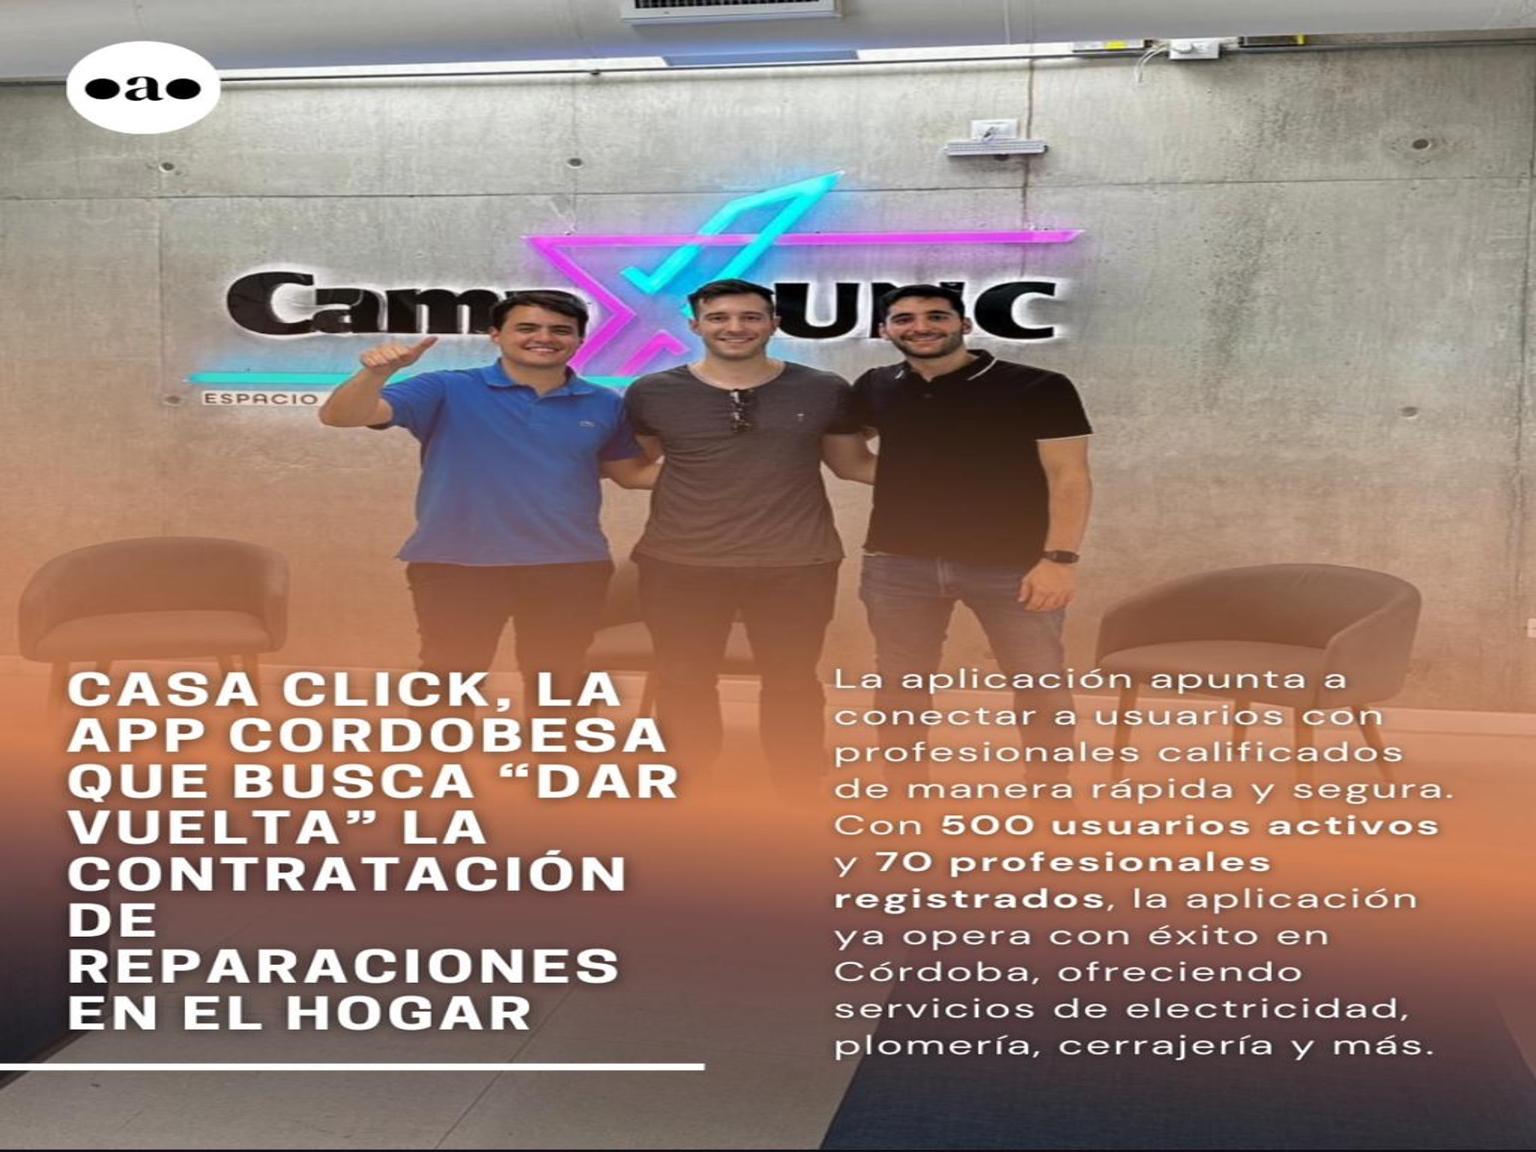 •a•
Cam UNC
ESPACIO
CASA CLICK, LA
APP CORDOBESA
QUE BUSCA “DAR
VUELTA” LA
CONTRATACIÓN
DE
REPARACIONES
EN EL HOGAR
La aplicación apunta a
conectar a usuarios con
profesionales calificados
de manera rápida y segura.
Con 500 usuarios activos
y 70 profesionales
registrados, la aplicación
ya opera con éxito en
Córdoba, ofreciendo
servicios de electricidad,
plomería, cerrajería y más.